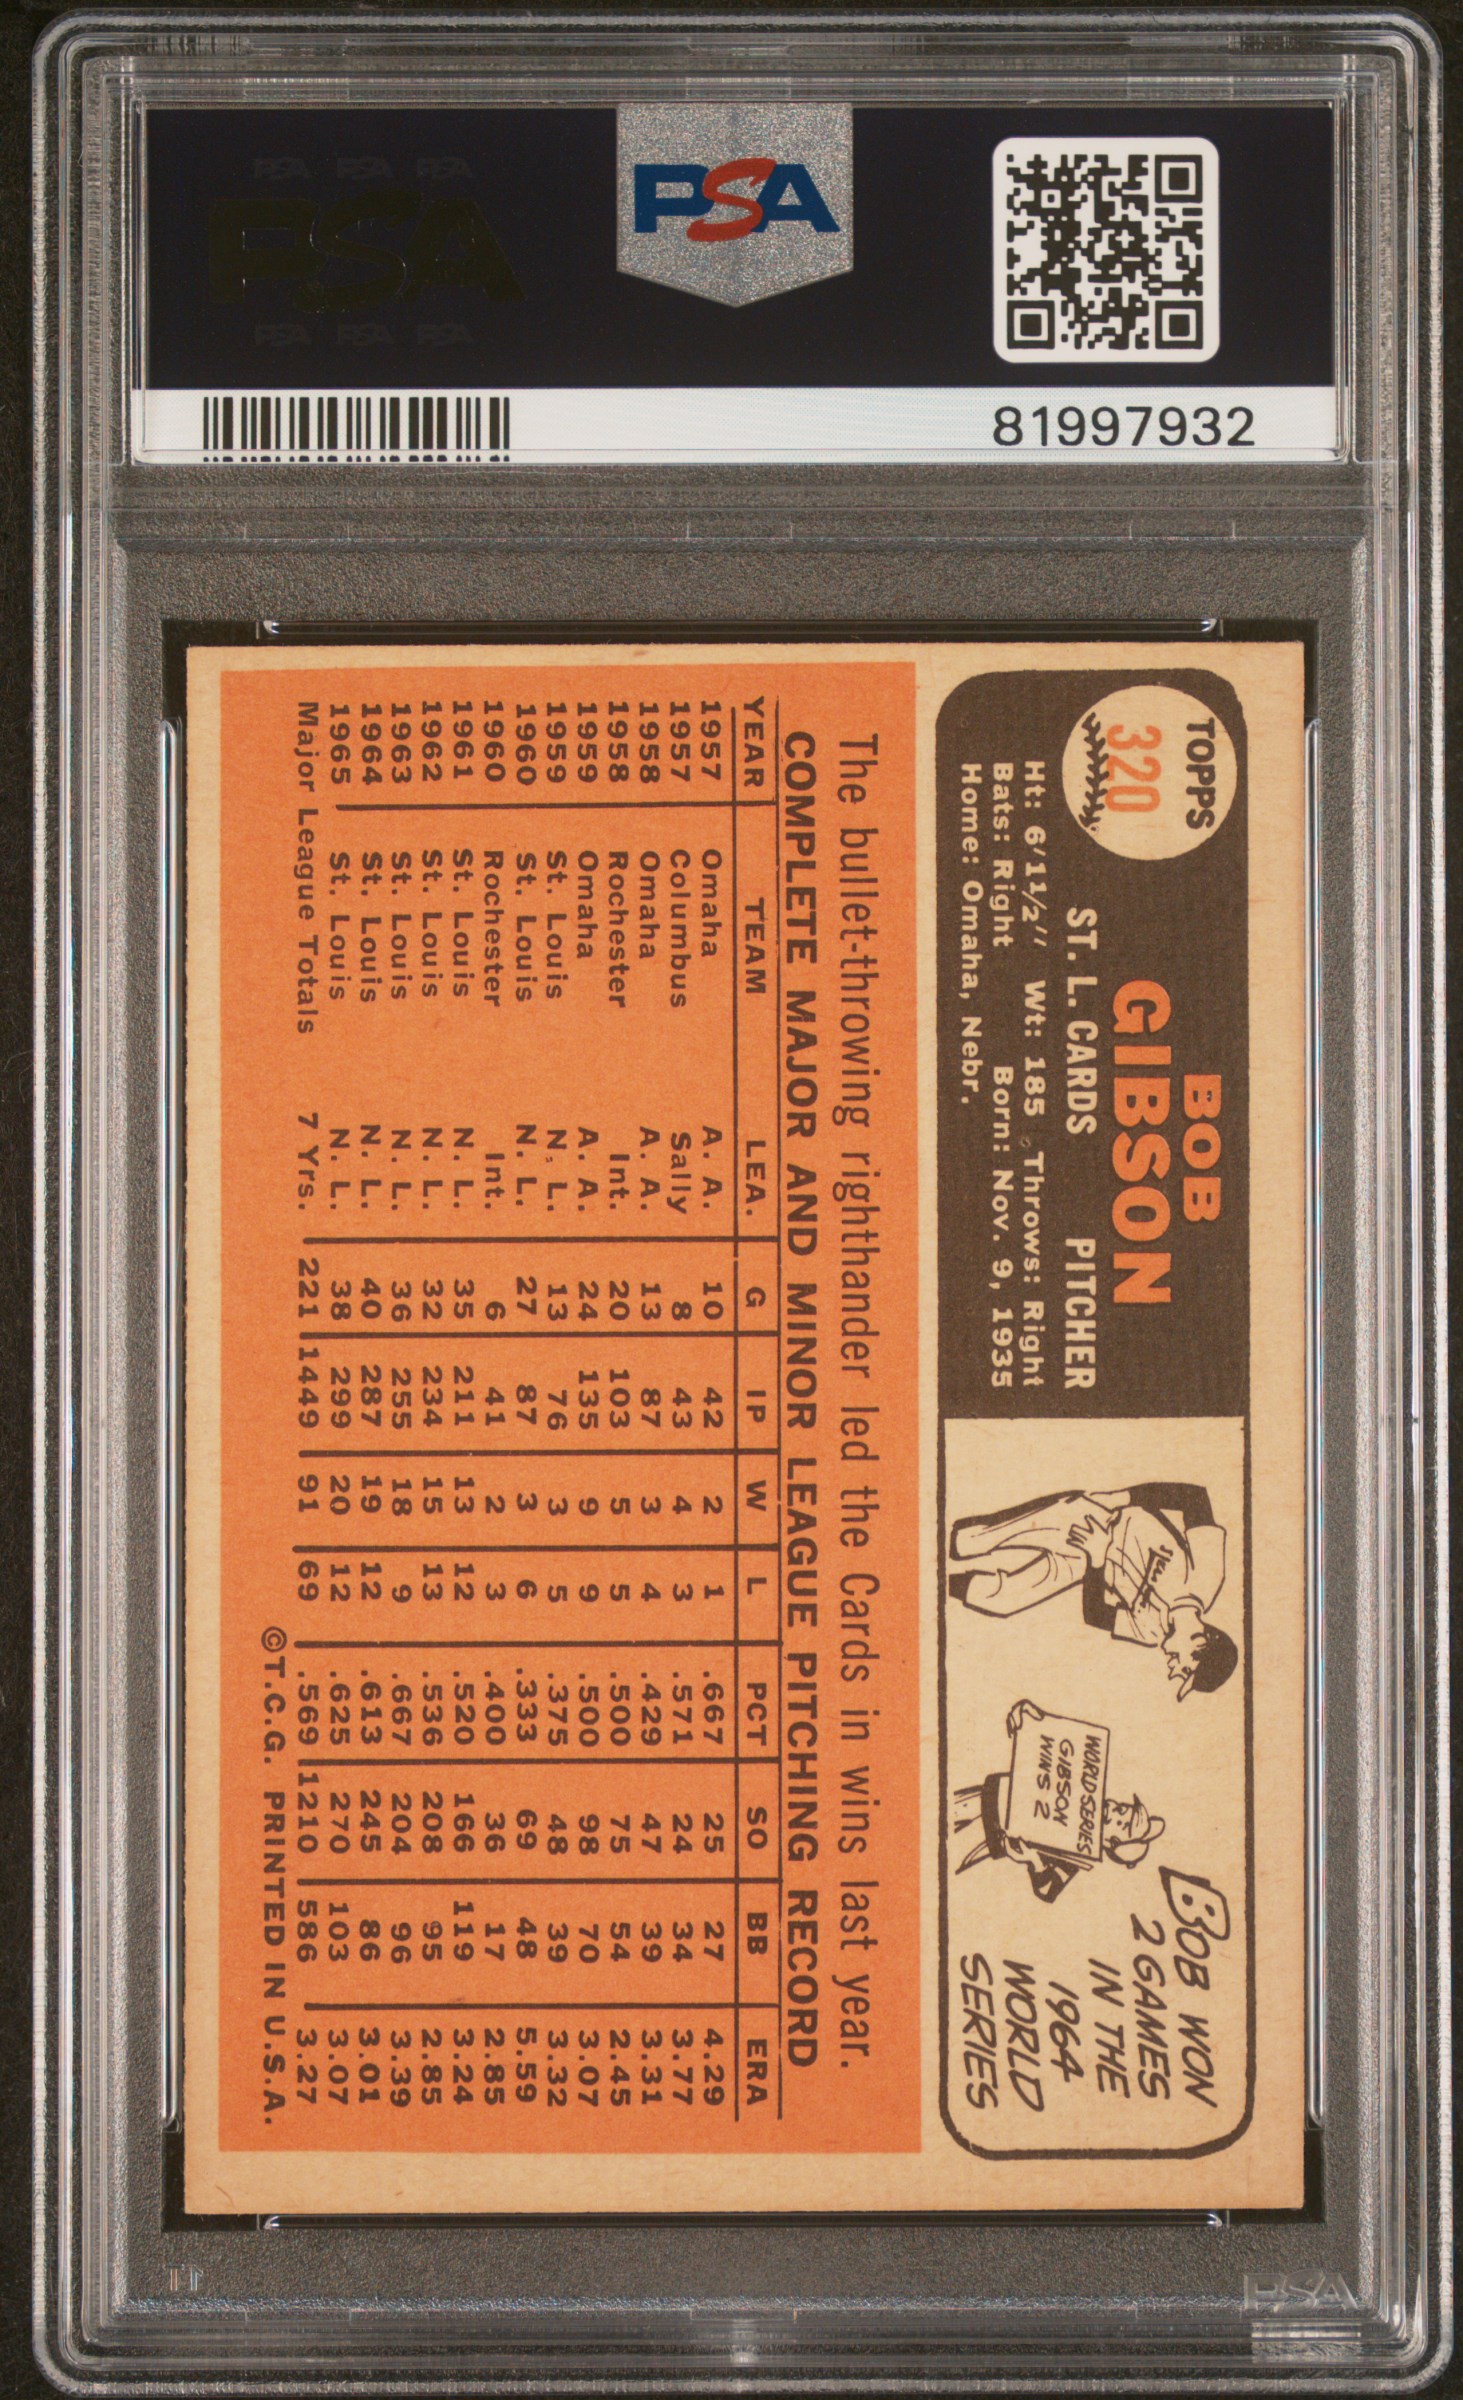 PSA PSA PSA
PSA
PSA PSA PSA
PSA
81997932
TOPPS
320
BOB
GIBSON
ST. L. CARDS PITCHER
Ht: 6'1½" Wt: 185 Throws: Right
Bats: Right Born: Nov. 9, 1935
Home: Omaha, Nebr.
WORLD SERIES
GIBSON
WINS 2
BOB WON
2 GAMES
IN THE
1964
WORLD
SERIES
The bullet-throwing righthander led the Cards in wins last year.
COMPLETE MAJOR AND MINOR LEAGUE PITCHING RECORD
YEAR TEAM LEA. G IP W L PCT SO BB ERA
1957 Omaha A. A. 10 42 2 1 .667 25 27 4.29
1957 Columbus Sally 8 43 4 3 .571 24 34 3.77
1958 Omaha A. A. 13 87 3 4 .429 47 39 3.31
1958 Rochester Int. 20 103 5 5 .500 75 54 2.45
1959 Omaha A. A. 24 135 9 9 .500 98 70 3.07
1959 St. Louis N. L. 13 76 3 5 .375 48 39 3.32
1960 St. Louis N. L. 27 87 3 6 .333 69 48 5.59
1960 Rochester Int. 6 41 2 3 .400 36 17 2.85
1961 St. Louis N. L. 35 211 13 12 .520 166 119 3.24
1962 St. Louis N. L. 32 234 15 13 .536 208 95 2.85
1963 St. Louis N. L. 36 255 18 9 .667 204 96 3.39
1964 St. Louis N. L. 40 287 19 12 .613 245 86 3.01
1965 St. Louis N. L. 38 299 20 12 .625 270 103 3.07
Major League Totals 7 Yrs. 221 1449 91 69 .569 1210 586 3.27
©T.C.G. PRINTED IN U.S.A.
PSA